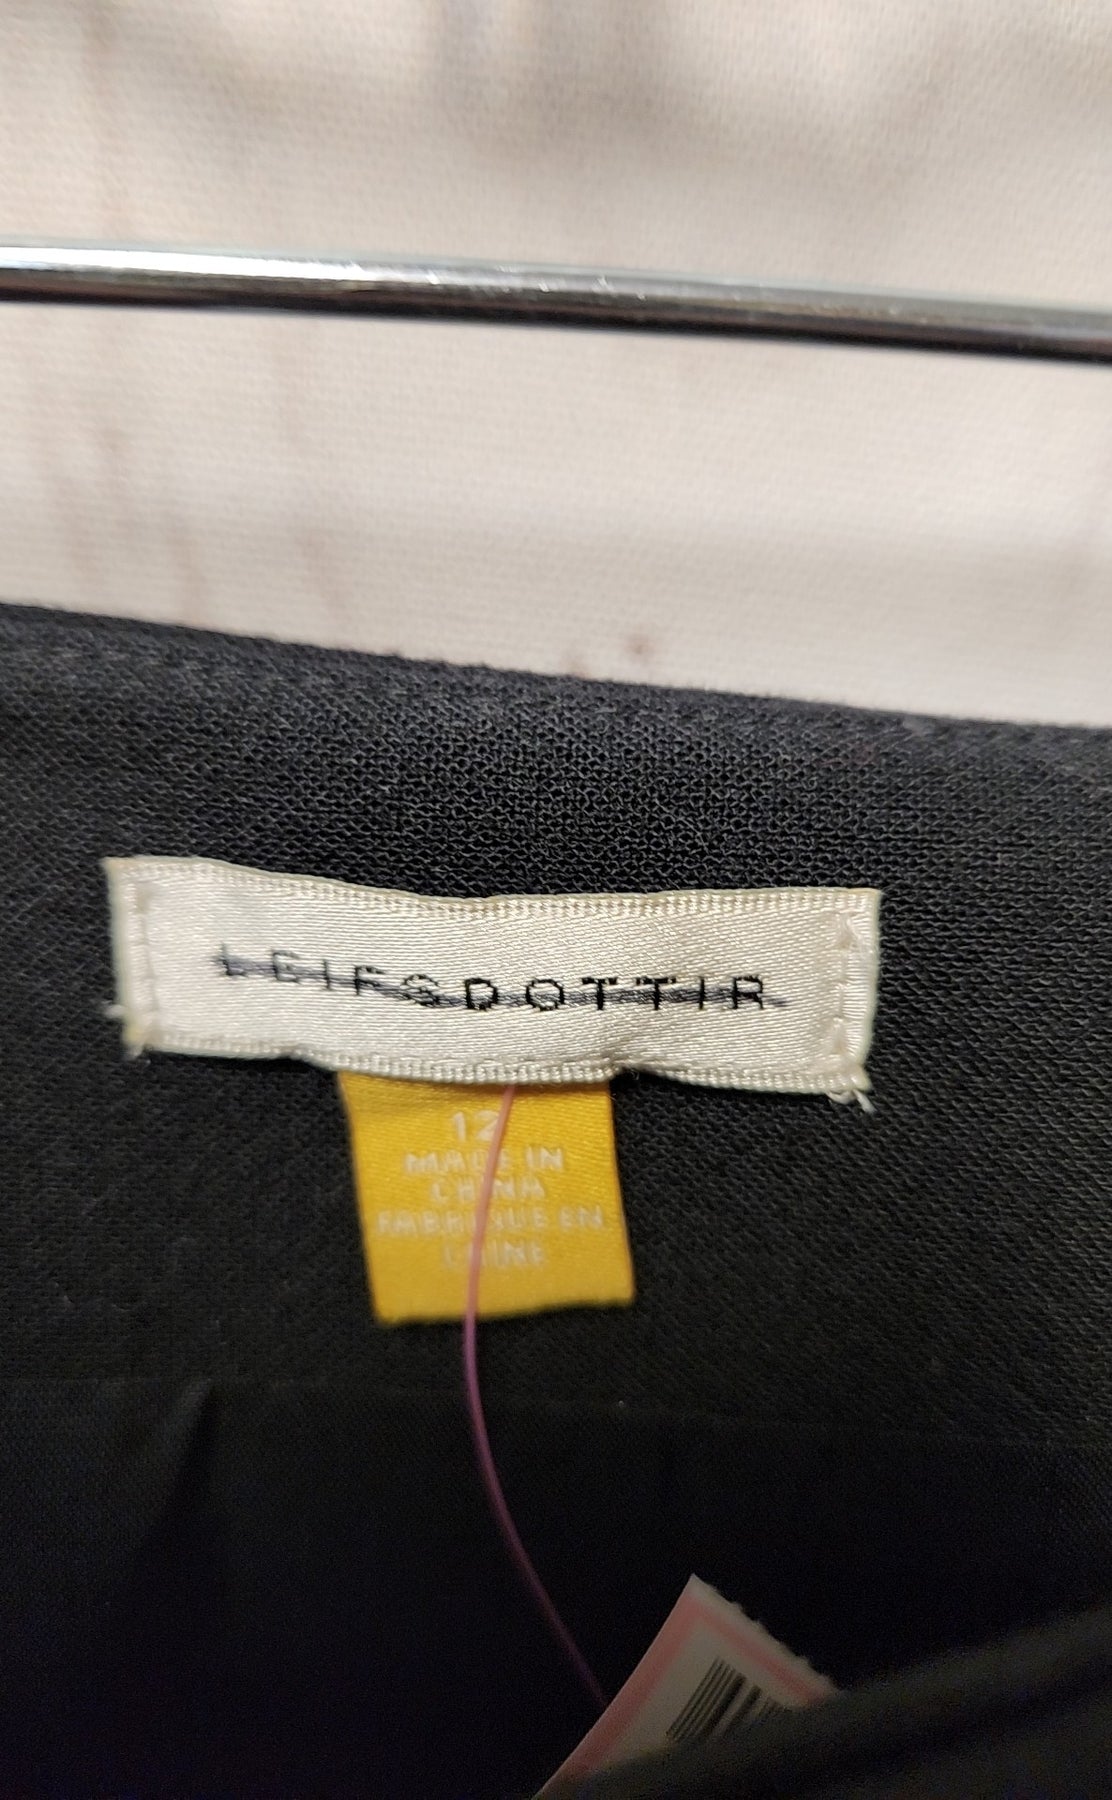 LEIFSDOTTIR
12
MADE IN
CHINA
FABRIQUE EN
CHINE